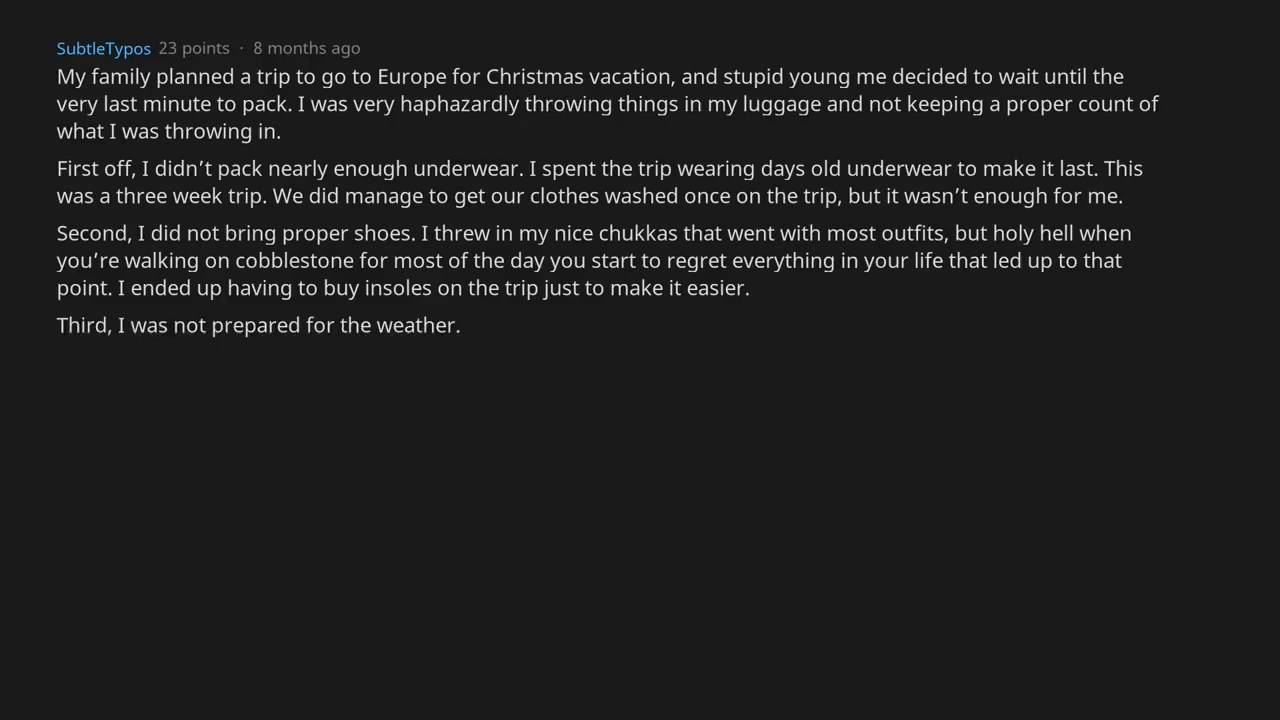 SubtleTypos 23 points · 8 months ago
My family planned a trip to go to Europe for Christmas vacation, and stupid young me decided to wait until the
very last minute to pack. I was very haphazardly throwing things in my luggage and not keeping a proper count of
what I was throwing in.
First off, I didn’t pack nearly enough underwear. I spent the trip wearing days old underwear to make it last. This
was a three week trip. We did manage to get our clothes washed once on the trip, but it wasn’t enough for me.
Second, I did not bring proper shoes. I threw in my nice chukkas that went with most outfits, but holy hell when
you’re walking on cobblestone for most of the day you start to regret everything in your life that led up to that
point. I ended up having to buy insoles on the trip just to make it easier.
Third, I was not prepared for the weather.